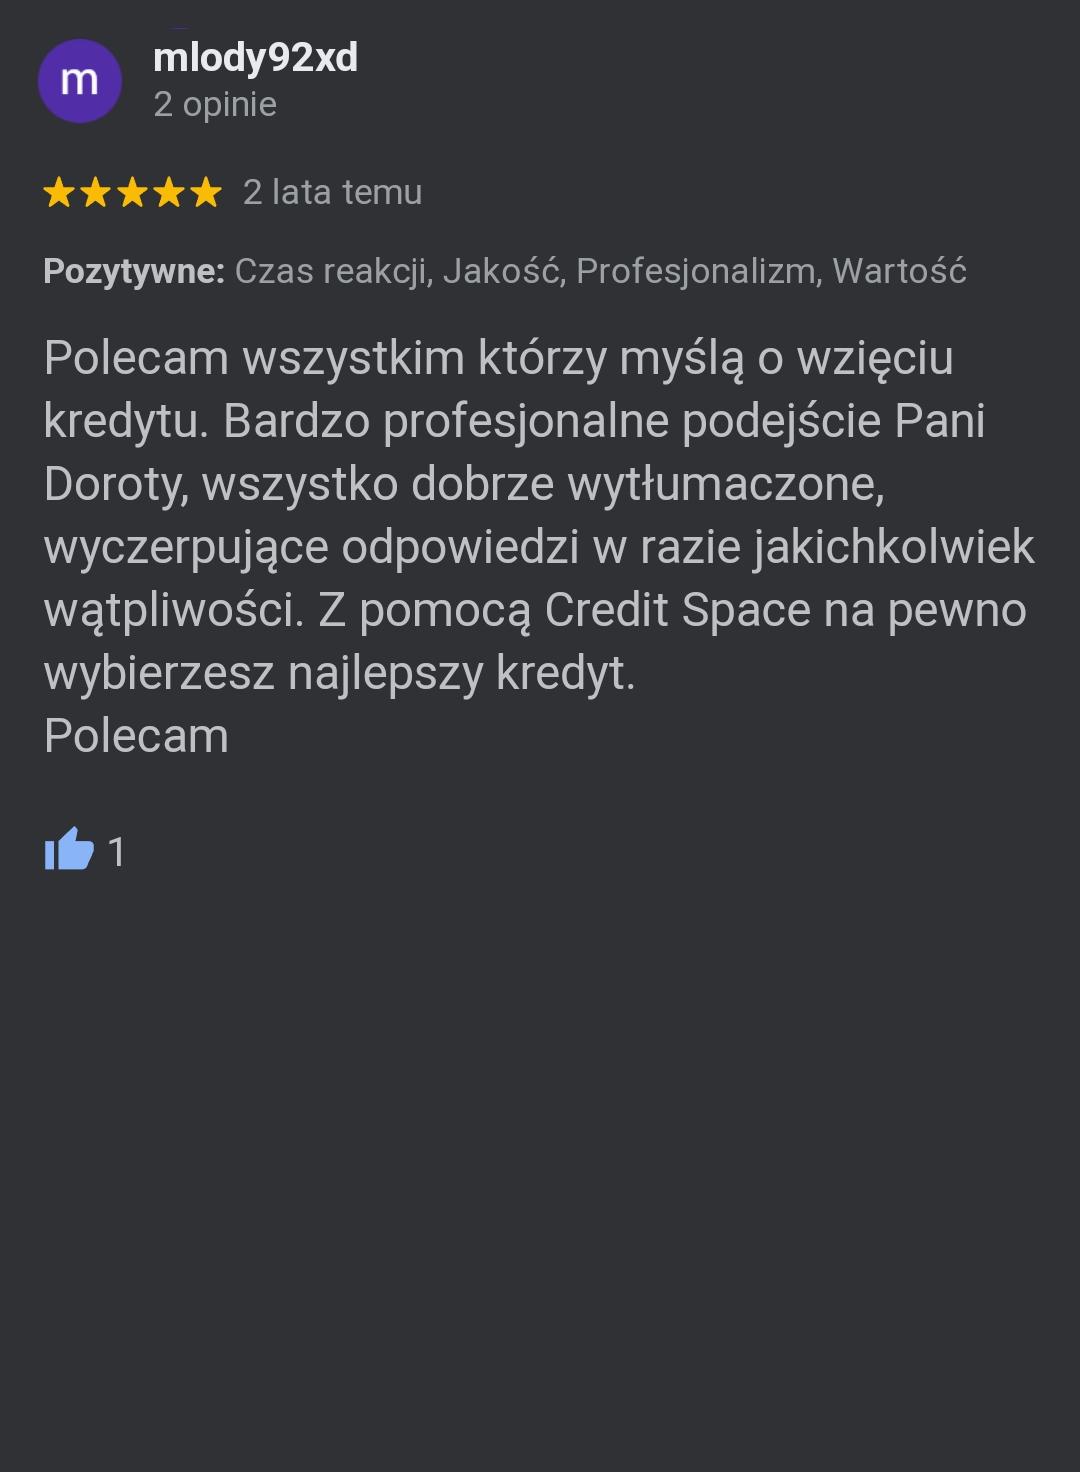 m
mlody92xd
2 opinie
2 lata temu
Pozytywne: Czas reakcji, Jakość, Profesjonalizm, Wartość
Polecam wszystkim którzy myślą o wzięciu
kredytu. Bardzo profesjonalne podejście Pani
Doroty, wszystko dobrze wytłumaczone,
wyczerpujące odpowiedzi w razie jakichkolwiek
wątpliwości. Z pomocą Credit Space na pewno
wybierzesz najlepszy kredyt.
Polecam
1